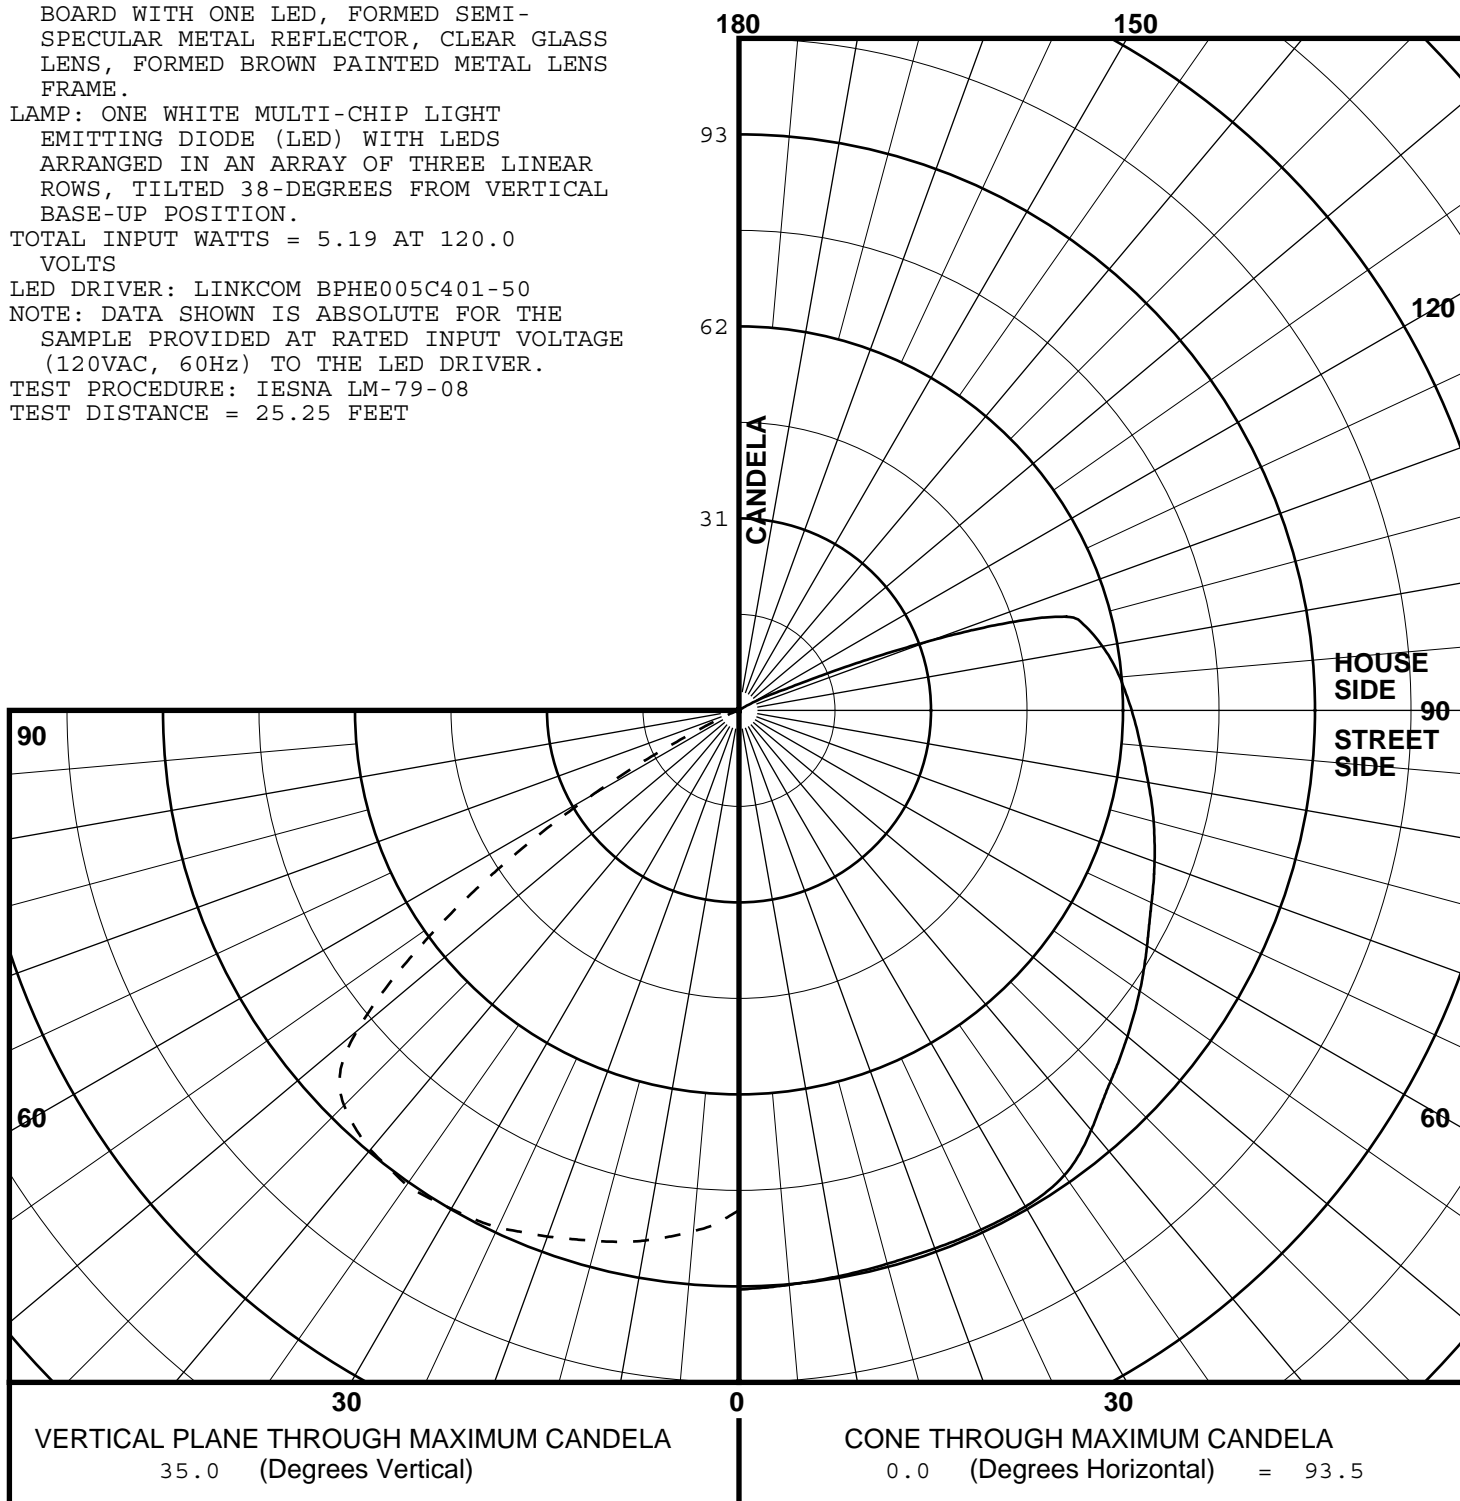 BOARD WITH ONE LED, FORMED SEMI-
SPECULAR METAL REFLECTOR, CLEAR GLASS
LENS, FORMED BROWN PAINTED METAL LENS
FRAME.
LAMP: ONE WHITE MULTI-CHIP LIGHT
EMITTING DIODE (LED) WITH LEDS
ARRANGED IN AN ARRAY OF THREE LINEAR
ROWS, TILTED 38-DEGREES FROM VERTICAL
BASE-UP POSITION.
TOTAL INPUT WATTS = 5.19 AT 120.0
VOLTS
LED DRIVER: LINKCOM BPHE005C401-50
NOTE: DATA SHOWN IS ABSOLUTE FOR THE
SAMPLE PROVIDED AT RATED INPUT VOLTAGE
(120VAC, 60Hz) TO THE LED DRIVER.
TEST PROCEDURE: IESNA LM-79-08
TEST DISTANCE = 25.25 FEET
180
150
93
62
120
CANDELA
31
HOUSE
SIDE
90
90
STREET
SIDE
60
60
30
0
30
VERTICAL PLANE THROUGH MAXIMUM CANDELA
35.0 (Degrees Vertical)
CONE THROUGH MAXIMUM CANDELA
0.0 (Degrees Horizontal) = 93.5